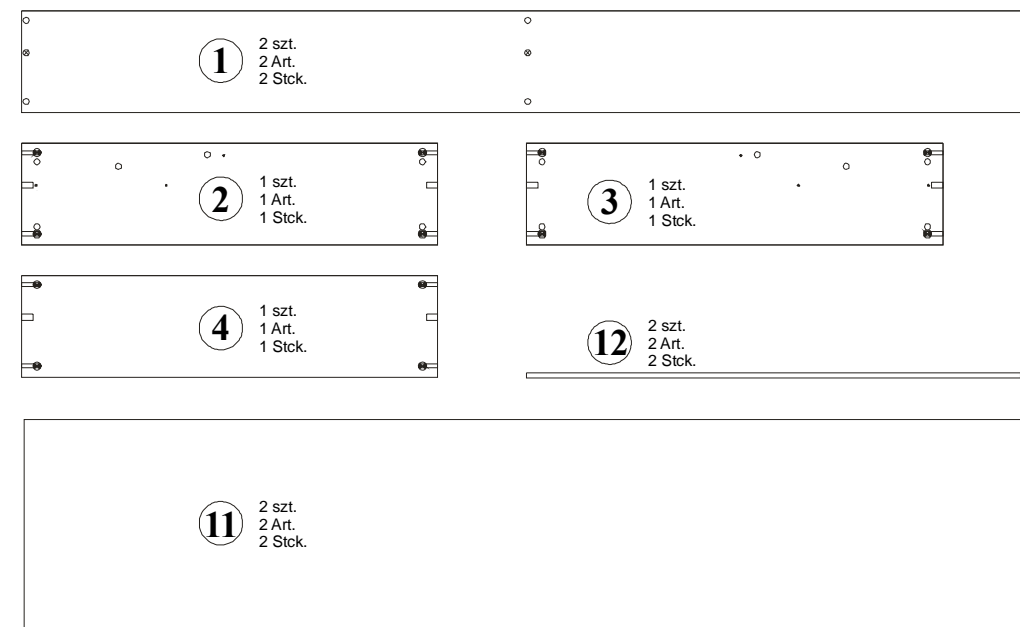 1
2 szt.
2 Art.
2 Stck.
2
1 szt.
1 Art.
1 Stck.
3
1 szt.
1 Art.
1 Stck.
4
1 szt.
1 Art.
1 Stck.
12
2 szt.
2 Art.
2 Stck.
11
2 szt.
2 Art.
2 Stck.